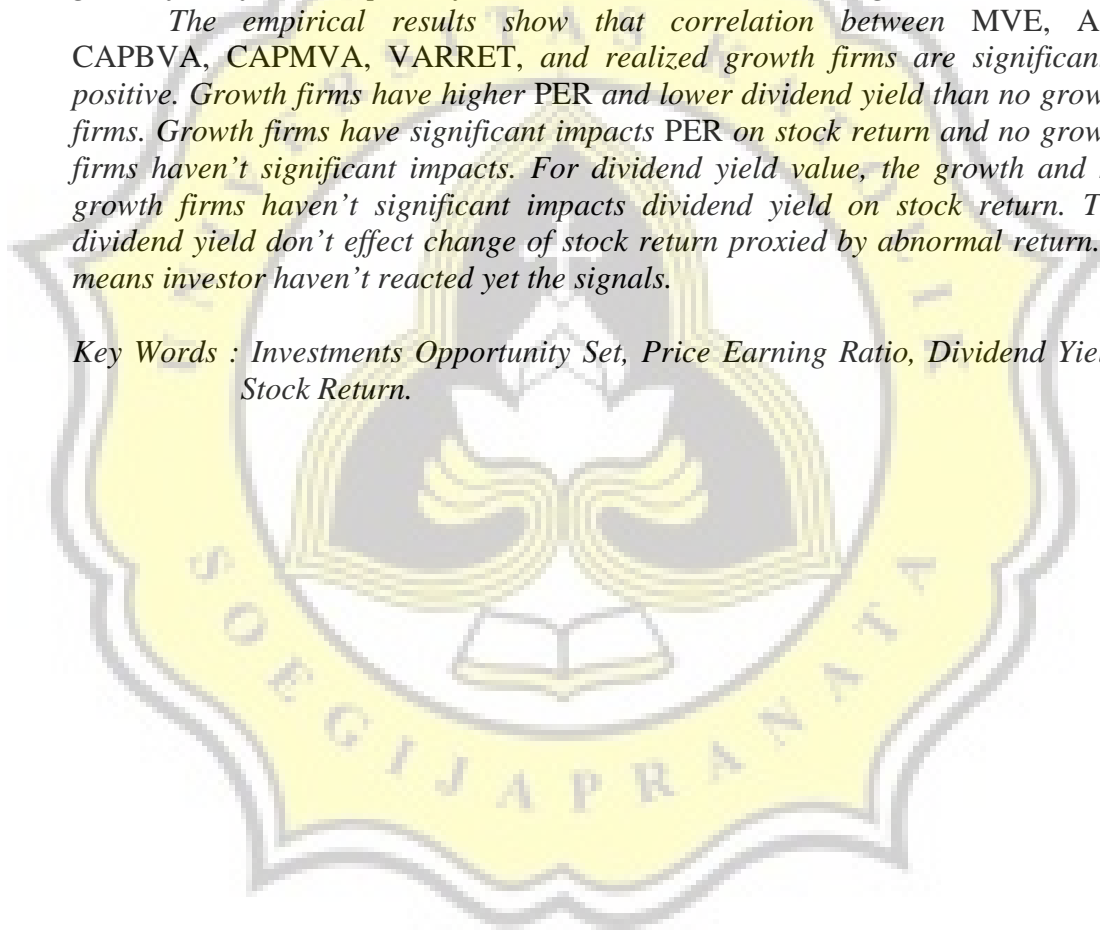 The empirical results show that correlation between MVE, A
CAPBVA, CAPMVA, VARRET, and realized growth firms are significan
positive. Growth firms have higher PER and lower dividend yield than no grow
firms. Growth firms have significant impacts PER on stock return and no grow
firms haven't significant impacts. For dividend yield value, the growth and
growth firms haven't significant impacts dividend yield on stock return. T
dividend yield don't effect change of stock return proxied by abnormal return.
means investor haven't reacted yet the signals.
Key Words : Investments Opportunity Set, Price Earning Ratio, Dividend Yie
Stock Return.
UNIVERSITAS KATOLIK
SOEGIJAPRANATA